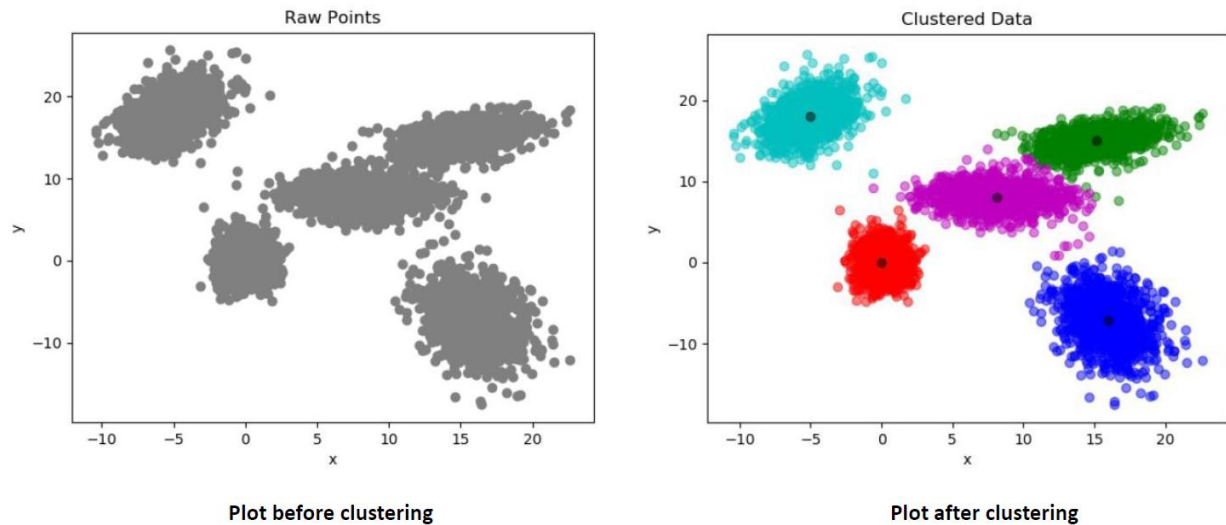 Raw Points
20
10
0
−10
y
−10 −5 0 5 10 15 20
x
Plot before clustering
Clustered Data
20
10
0
−10
y
−10 −5 0 5 10 15 20
x
Plot after clustering